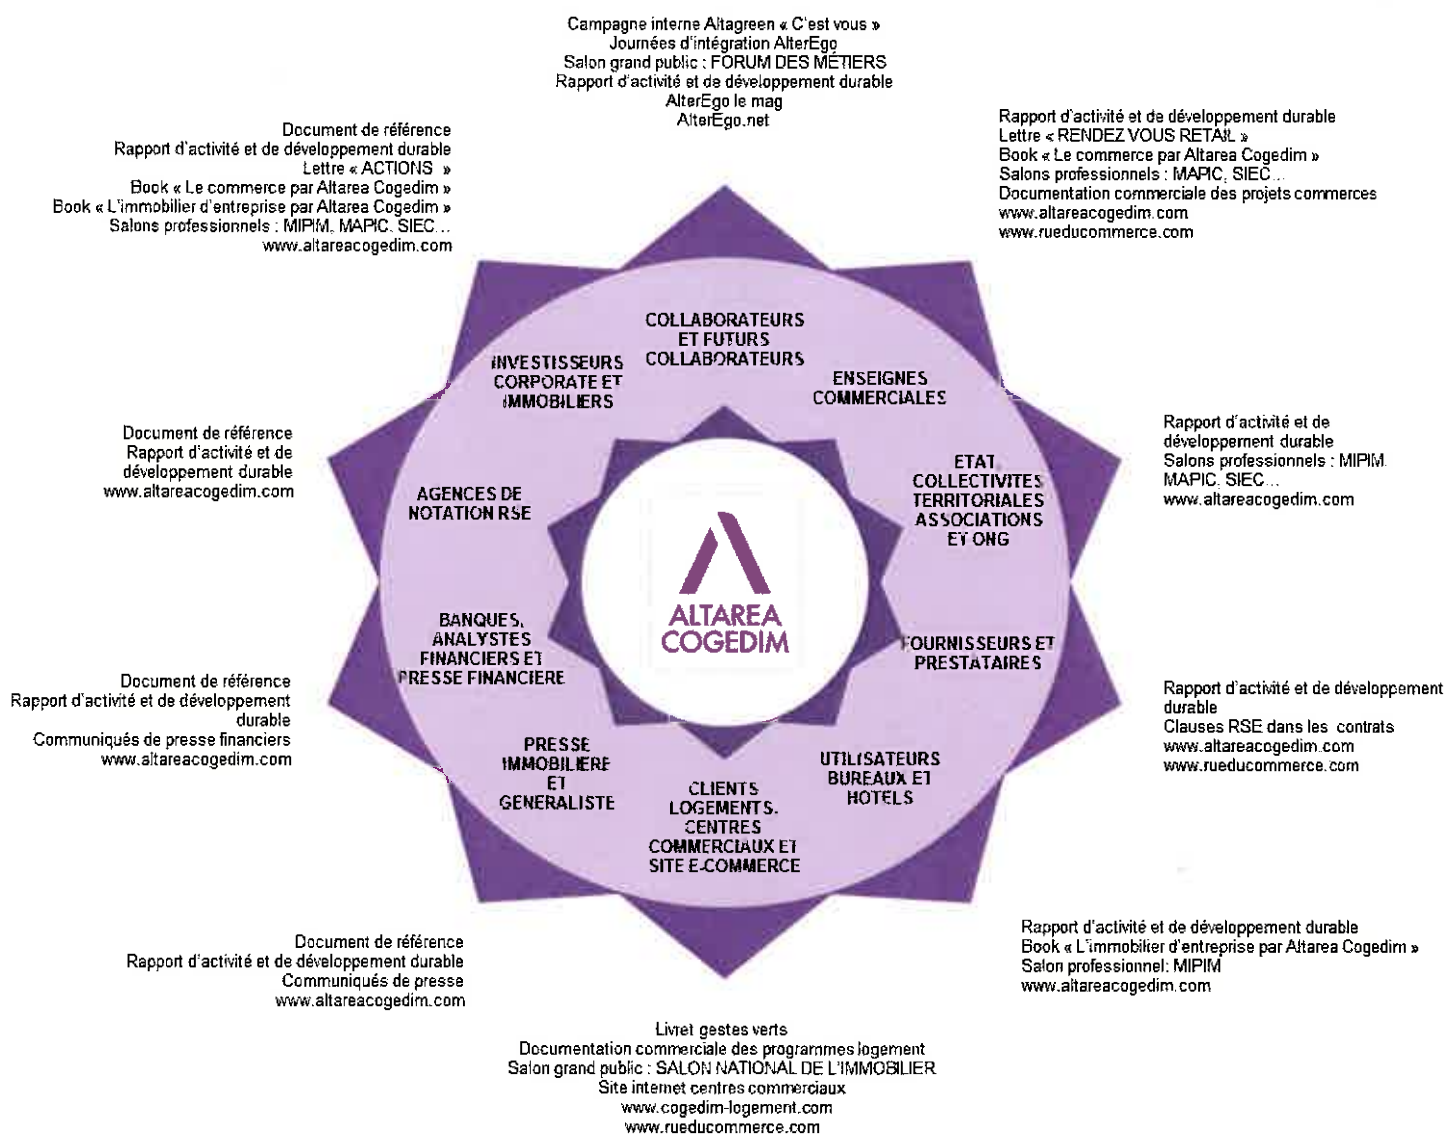 Campagne interne Altagreen « C'est vous »
Journées d'intégration AlterEgo
Salon grand public : FORUM DES MÉTIERS
Rapport d'activité et de développement durable
AlterEgo le mag
AlterEgo.net
Document de référence
Rapport d'activité et de développement durable
Lettre « ACTIONS »
Book « Le commerce par Altarea Cogedim »
Book « L'immobilier d'entreprise par Altarea Cogedim »
Salons professionnels : MIPIM, MAPIC, SIEC...
www.altareacogedim.com
Rapport d'activité et de développement durable
Lettre « RENDEZ VOUS RETAIL »
Book « Le commerce par Altarea Cogedim »
Salons professionnels : MAPIC, SIEC...
Documentation commerciale des projets commerces
www.altareacogedim.com
www.rueducommerce.com
COLLABORATEURS
ET FUTURS
COLLABORATEURS
INVESTISSEURS
CORPORATE ET
IMMOBILIERS
ENSEIGNES
COMMERCIALES
Document de référence
Rapport d'activité et de
développement durable
www.altareacogedim.com
AGENCES DE
NOTATION RSE
ETAT,
COLLECTIVITES
TERRITORIALES
ASSOCIATIONS
ET ONG
Rapport d'activité et de
développement durable
Salons professionnels : MIPIM,
MAPIC, SIEC...
www.altareacogedim.com
ALTAREA
COGEDIM
BANQUES,
ANALYSTES
FINANCIERS ET
PRESSE FINANCIERE
FOURNISSEURS ET
PRESTATAIRES
Document de référence
Rapport d'activité et de développement
durable
Communiqués de presse financiers
www.altareacogedim.com
Rapport d'activité et de développement
durable
Clauses RSE dans les contrats
www.altareacogedim.com
www.rueducommerce.com
PRESSE
IMMOBILIERE
ET
GENERALISTE
CLIENTS
LOGEMENTS,
CENTRES
COMMERCIAUX ET
SITE E-COMMERCE
UTILISATEURS
BUREAUX ET
HOTELS
Document de référence
Rapport d'activité et de développement durable
Communiqués de presse
www.altareacogedim.com
Rapport d'activité et de développement durable
Book « L'immobilier d'entreprise par Altarea Cogedim »
Salon professionnel: MIPIM
www.altareacogedim.com
Livret gestes verts
Documentation commerciale des programmes logement
Salon grand public : SALON NATIONAL DE L'IMMOBILIER
Site internet centres commerciaux
www.cogedim-logement.com
www.rueducommerce.com